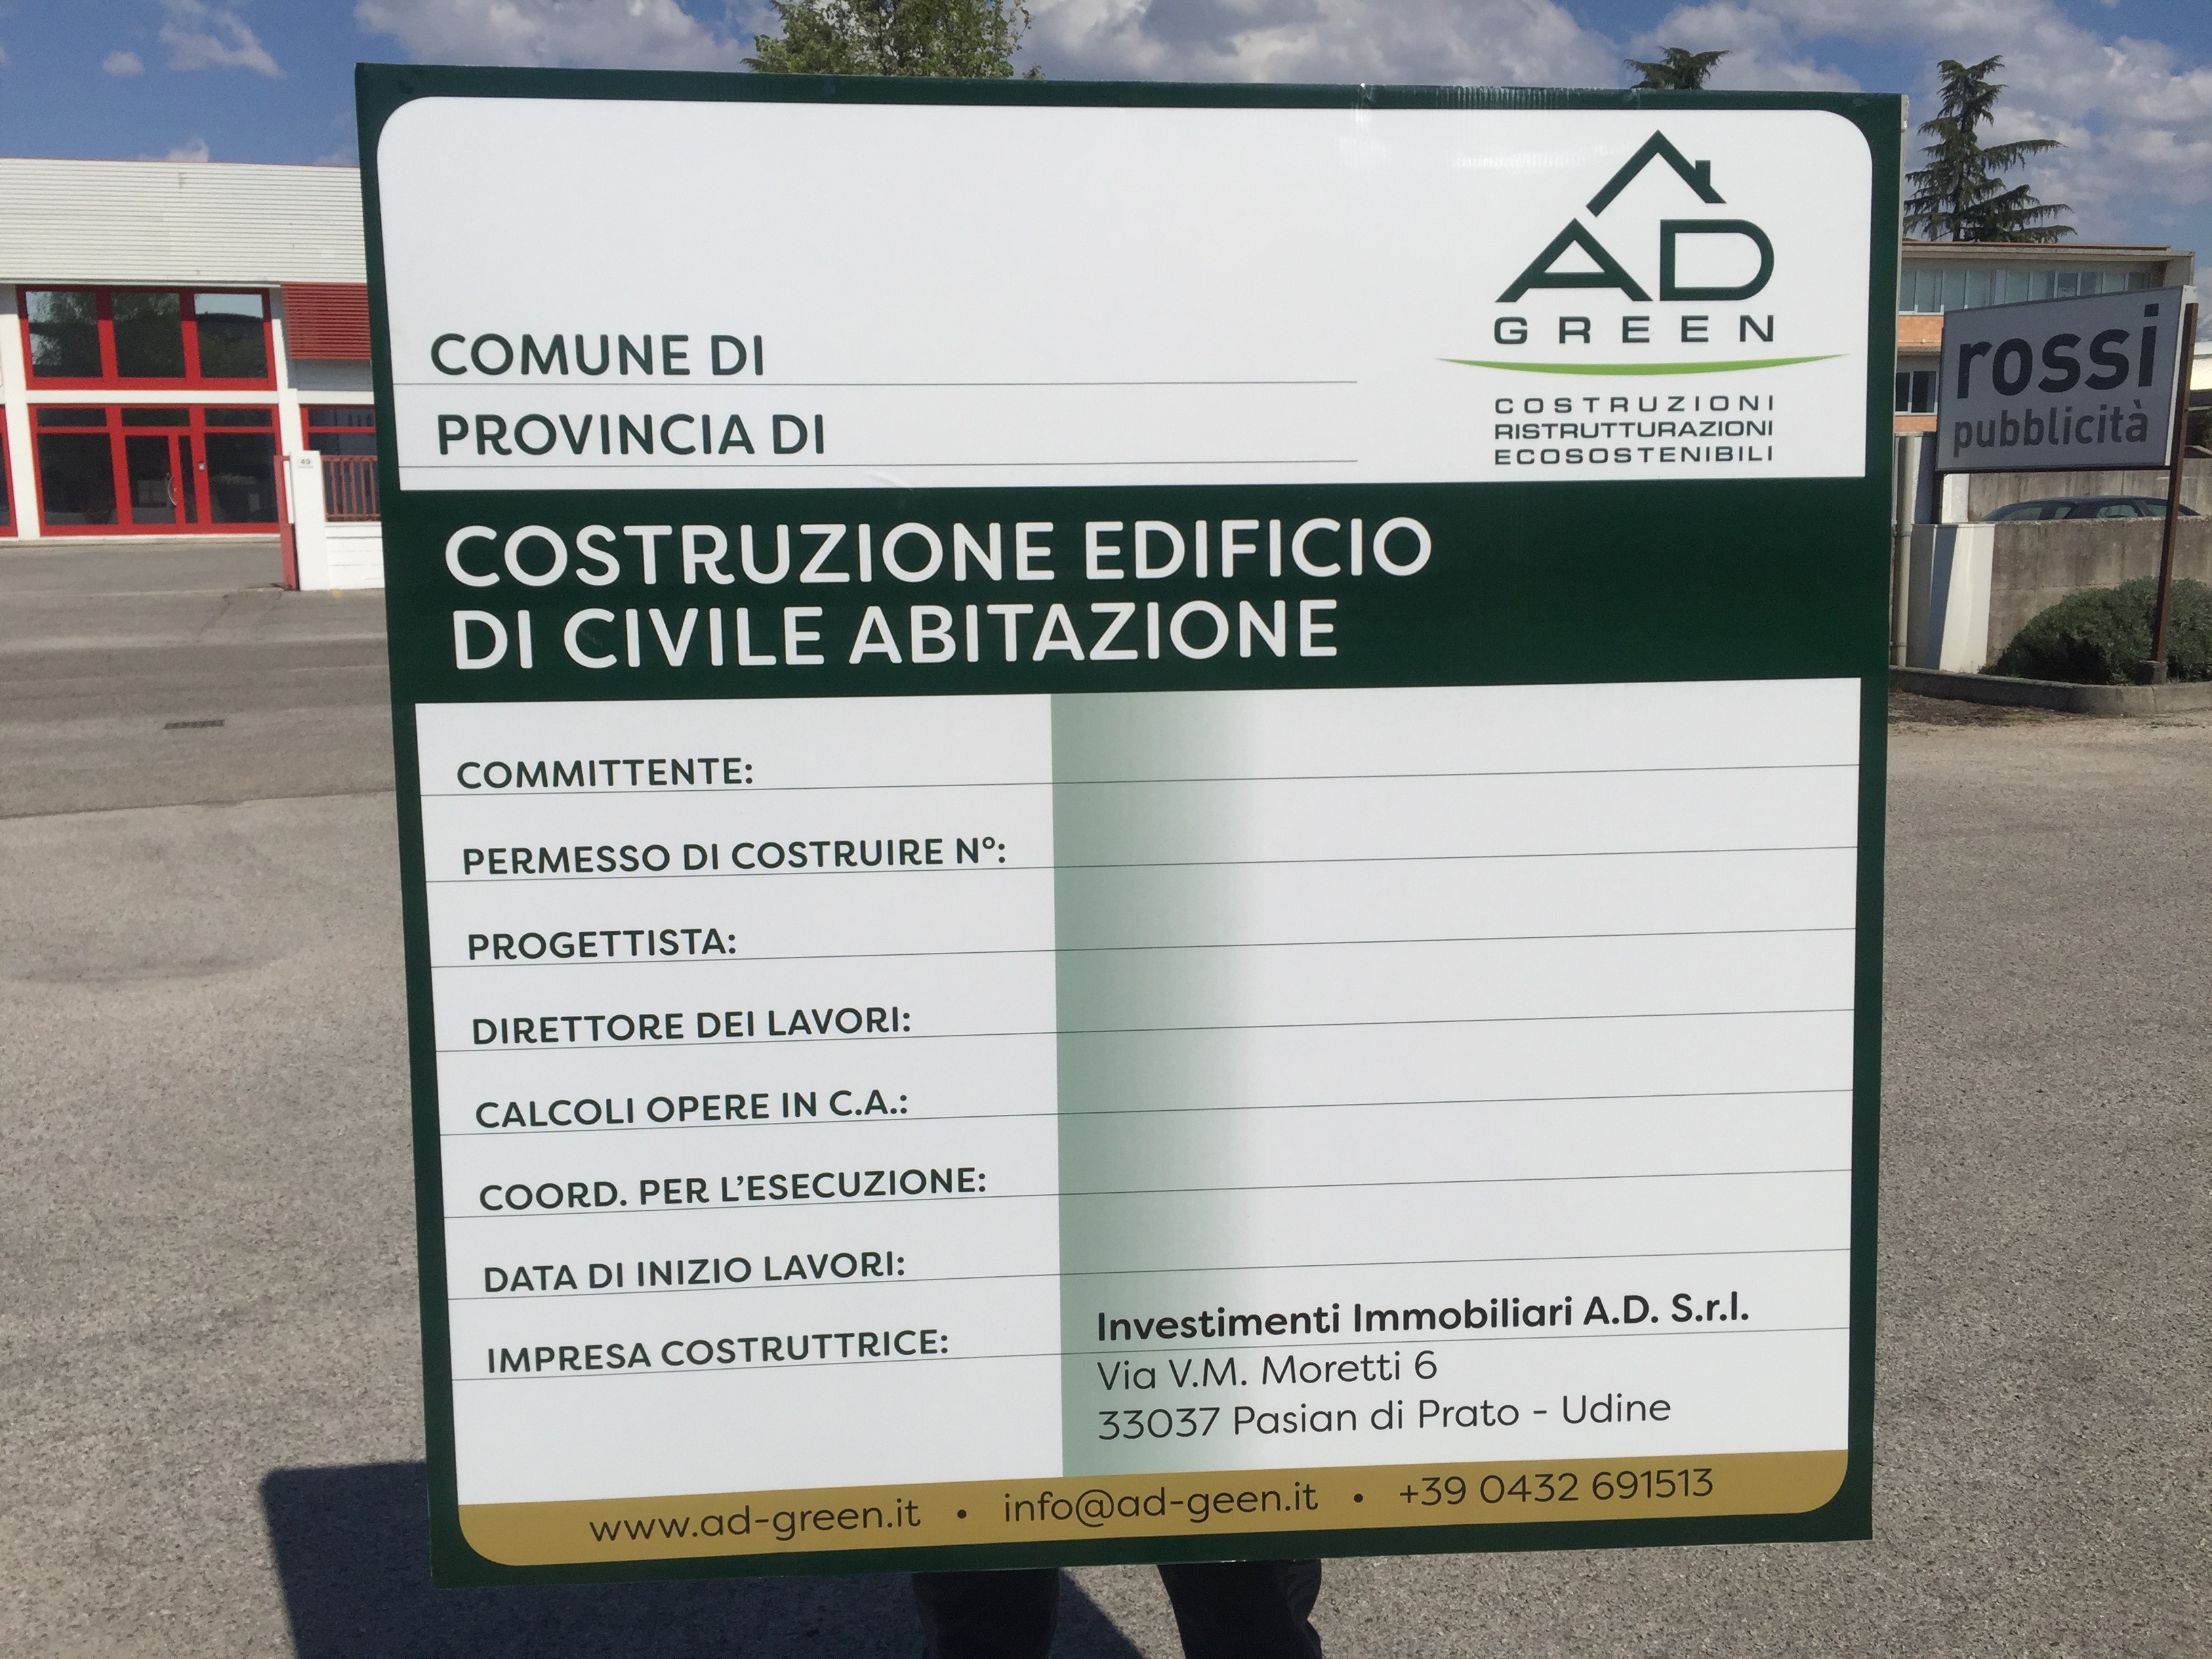 AD
GREEN
COSTRUZIONI
RISTRUTTURAZIONI
ECOSOSTENIBILI
COMUNE DI
PROVINCIA DI
COSTRUZIONE EDIFICIO
DI CIVILE ABITAZIONE
COMMITTENTE:
PERMESSO DI COSTRUIRE N°:
PROGETTISTA:
DIRETTORE DEI LAVORI:
CALCOLI OPERE IN C.A.:
COORD. PER L'ESECUZIONE:
DATA DI INIZIO LAVORI:
IMPRESA COSTRUTTRICE: Investimenti Immobiliari A.D. S.r.l.
Via V.M. Moretti 6
33037 Pasian di Prato - Udine
www.ad-green.it • info@ad-geen.it • +39 0432 691513
rossi
pubblicità